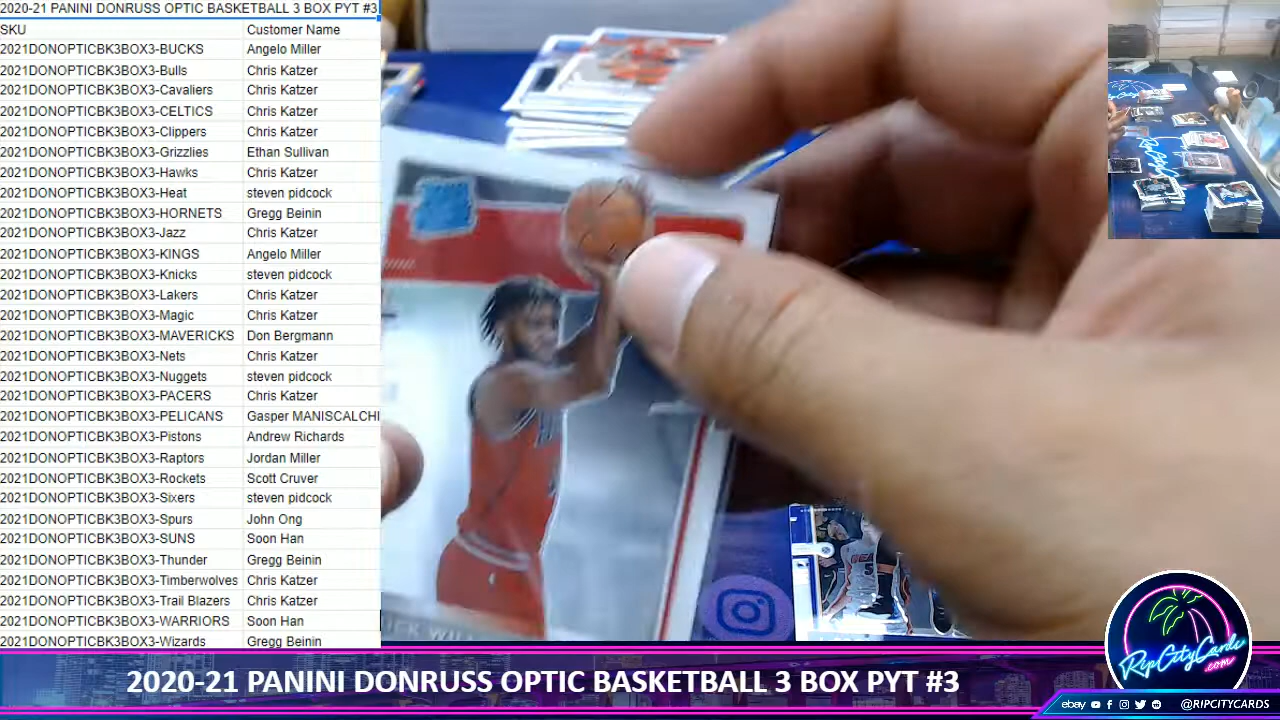 2020-21 PANINI DONRUSS OPTIC BASKETBALL 3 BOX PYT #3
SKU Customer Name
2021DONOPTICBK3BOX3-BUCKS Angelo Miller
2021DONOPTICBK3BOX3-Bulls Chris Katzer
2021DONOPTICBK3BOX3-Cavaliers Chris Katzer
2021DONOPTICBK3BOX3-CELTICS Chris Katzer
2021DONOPTICBK3BOX3-Clippers Chris Katzer
2021DONOPTICBK3BOX3-Grizzlies Ethan Sullivan
2021DONOPTICBK3BOX3-Hawks Chris Katzer
2021DONOPTICBK3BOX3-Heat steven pidcock
2021DONOPTICBK3BOX3-HORNETS Gregg Beinin
2021DONOPTICBK3BOX3-Jazz Chris Katzer
2021DONOPTICBK3BOX3-KINGS Angelo Miller
2021DONOPTICBK3BOX3-Knicks steven pidcock
2021DONOPTICBK3BOX3-Lakers Chris Katzer
2021DONOPTICBK3BOX3-Magic Chris Katzer
2021DONOPTICBK3BOX3-MAVERICKS Don Bergmann
2021DONOPTICBK3BOX3-Nets Chris Katzer
2021DONOPTICBK3BOX3-Nuggets steven pidcock
2021DONOPTICBK3BOX3-PACERS Chris Katzer
2021DONOPTICBK3BOX3-PELICANS Gasper MANISCALCHI
2021DONOPTICBK3BOX3-Pistons Andrew Richards
2021DONOPTICBK3BOX3-Raptors Jordan Miller
2021DONOPTICBK3BOX3-Rockets Scott Cruver
2021DONOPTICBK3BOX3-Sixers steven pidcock
2021DONOPTICBK3BOX3-Spurs John Ong
2021DONOPTICBK3BOX3-SUNS Soon Han
2021DONOPTICBK3BOX3-Thunder Gregg Beinin
2021DONOPTICBK3BOX3-Timberwolves Chris Katzer
2021DONOPTICBK3BOX3-Trail Blazers Chris Katzer
2021DONOPTICBK3BOX3-WARRIORS Soon Han
2021DONOPTICBK3BOX3-Wizards Gregg Beinin
2020-21 PANINI DONRUSS OPTIC BASKETBALL 3 BOX PYT #3
RipCityCards
.com
ebay @RIPCITYCARDS